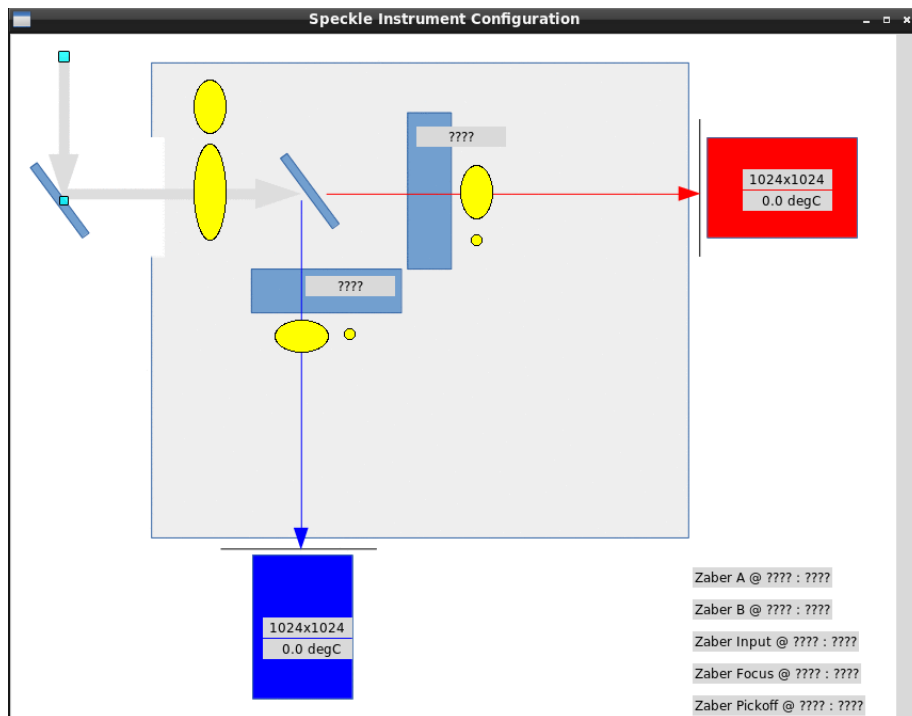 Speckle Instrument Configuration
????
1024x1024
0.0 degC
????
1024x1024
0.0 degC
Zaber A @ ???? : ????
Zaber B @ ???? : ????
Zaber Input @ ???? : ????
Zaber Focus @ ???? : ????
Zaber Pickoff @ ???? : ????